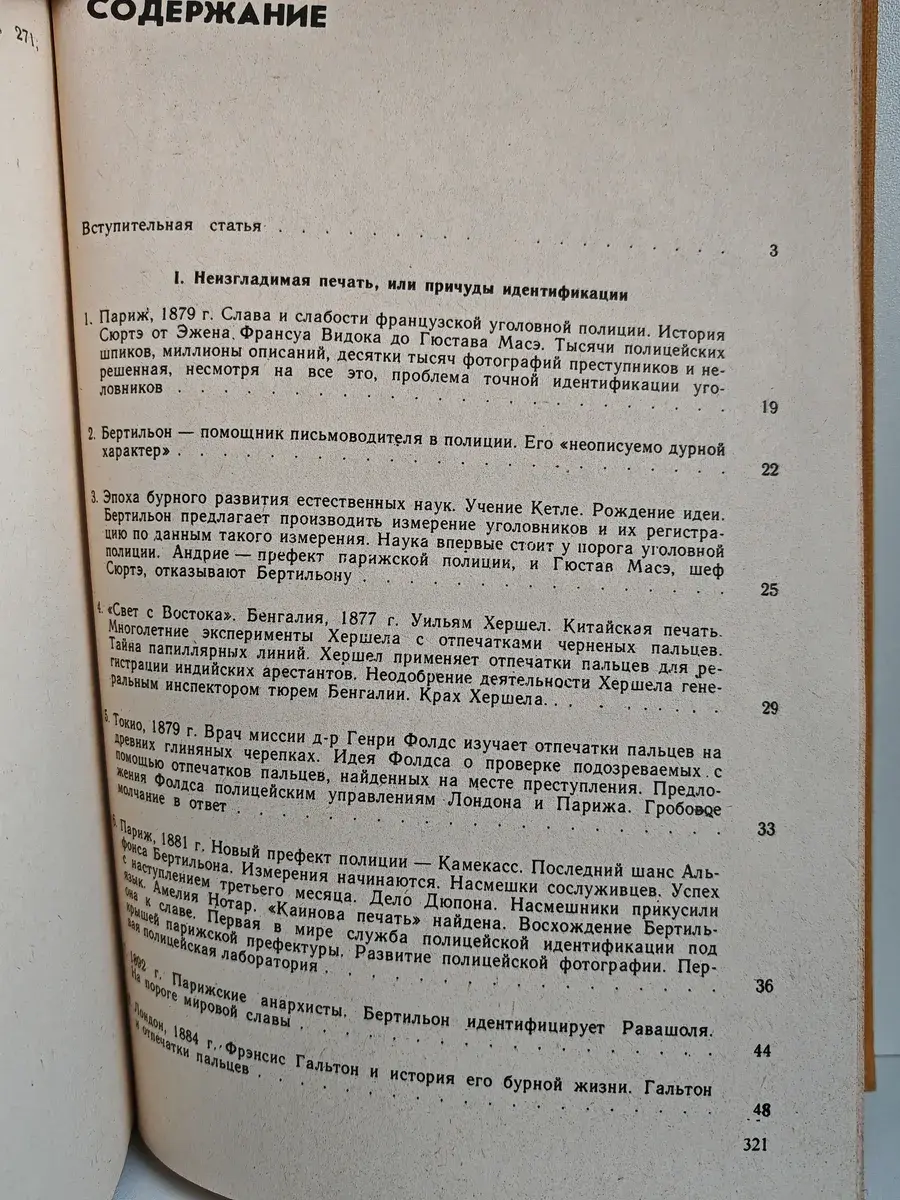 271,
СОДЕРЖАНИЕ
Вступительная статья . . . . . . . . . . . . . . . 3
I. Неизгладимая печать, или причуды идентификации
1. Париж, 1879 г. Слава и слабости французской уголовной полиции. История
Сюртэ от Эжена Франсуа Видока до Гюстава Масэ. Тысячи полицейских
шпиков, миллионы описаний, десятки тысяч фотографий преступников и не-
решенная, несмотря на все это, проблема точной идентификации уго-
ловников . . . . . . . . . . . . . . . 19
2. Бертильон — помощник письмоводителя в полиции. Его «неописуемо дурной
характер» . . . . . . . . . . . . . . . 22
3. Эпоха бурного развития естественных наук. Учение Кетле. Рождение идеи.
Бертильон предлагает производить измерение уголовников и их регистра-
цию по данным такого измерения. Наука впервые стоит у порога уголовной
полиции. Андрие — префект парижской полиции, и Гюстав Масэ, шеф
Сюртэ, отказывают Бертильону . . . . . . . . . . 25
4. «Свет с Востока». Бенгалия, 1877 г. Уильям Хершел. Китайская печать.
Многолетние эксперименты Хершела с отпечатками черненых пальцев.
Тайна папиллярных линий. Хершел применяет отпечатки пальцев для ре-
гистрации индийских арестантов. Неодобрение деятельности Хершела гене-
ральным инспектором тюрем Бенгалии. Крах Хершела. . . . . . . 29
5. Токио, 1879 г. Врач миссии д-р Генри Фолдс изучает отпечатки пальцев на
древних глиняных черепках. Идея Фолдса о проверке подозреваемых с
помощью отпечатков пальцев, найденных на месте преступления. Предло-
жения Фолдса полицейским управлениям Лондона и Парижа. Гробовое
молчание в ответ . . . . . . . . . . . . . 33
6. Париж, 1881 г. Новый префект полиции — Камекасс. Последний шанс Аль-
фонса Бертильона. Измерения начинаются. Насмешки сослуживцев. Успех
с наступлением третьего месяца. Дело Дюпона. Насмешники прикусили
язык. Амелия Нотар. «Каинова печать» найдена. Восхождение Бертиль-
она к славе. Первая в мире служба полицейской идентификации под
крышей парижской префектуры. Развитие полицейской фотографии. Пер-
вая полицейская лаборатория . . . . . . . . . . . 36
1892 г. Парижские анархисты. Бертильон идентифицирует Равашоля.
На пороге мировой славы . . . . . . . . . . . . 44
Лондон, 1884 г. Фрэнсис Гальтон и история его бурной жизни. Гальтон
и отпечатки пальцев . . . . . . . . . . . . . 48
321